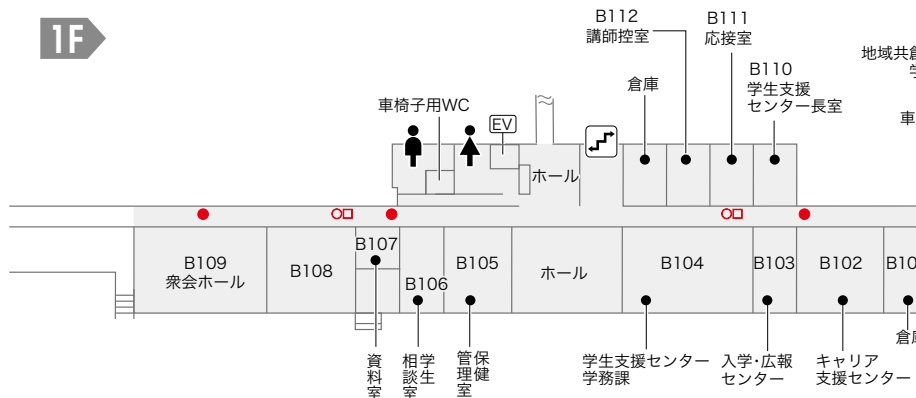 1F
B112
講師控室
B111
応接室
地域共創
学
倉庫
B110
学生支援
センター長室
車椅子用WC
EV
車
ホール
B109
衆会ホール
B108
B107
B106
B105
ホール
B104
B103
B102
B10
倉庫
資料室
学生
相談室
保健
管理室
学生支援センター
学務課
入学・広報
センター
キャリア
支援センター